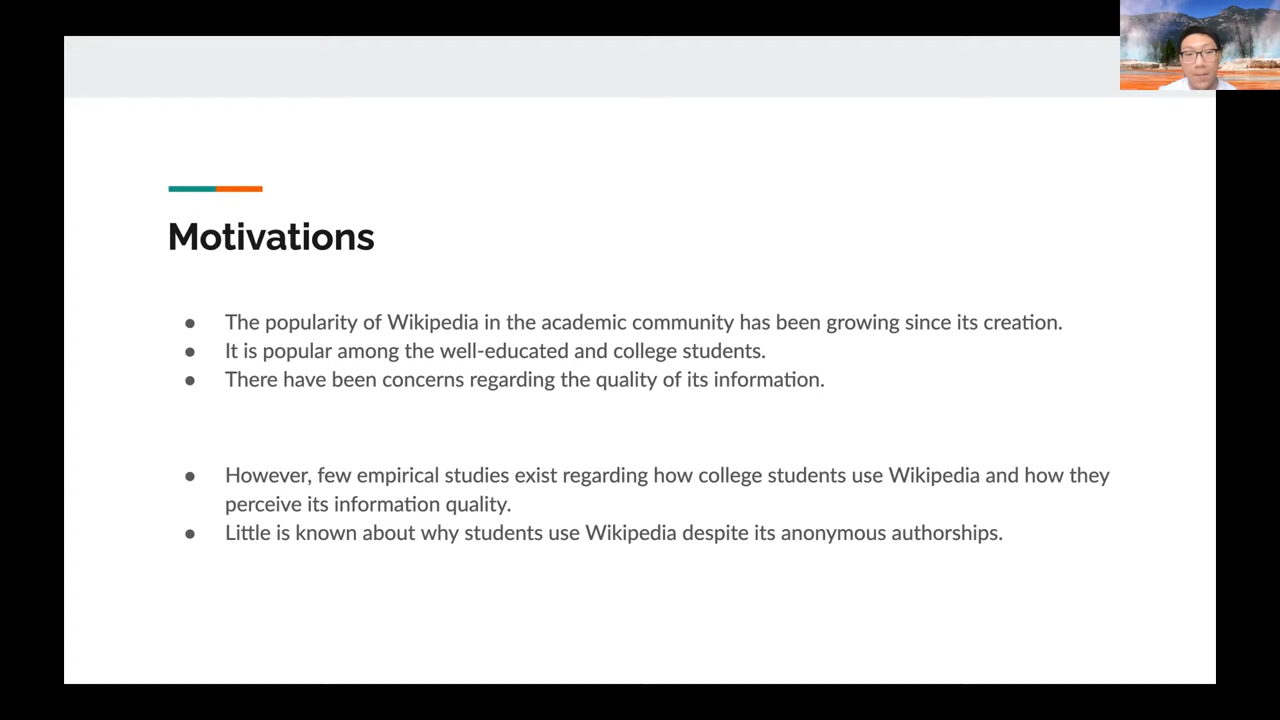 Motivations
● The popularity of Wikipedia in the academic community has been growing since its creation.
● It is popular among the well-educated and college students.
● There have been concerns regarding the quality of its information.
● However, few empirical studies exist regarding how college students use Wikipedia and how they
perceive its information quality.
● Little is known about why students use Wikipedia despite its anonymous authorships.